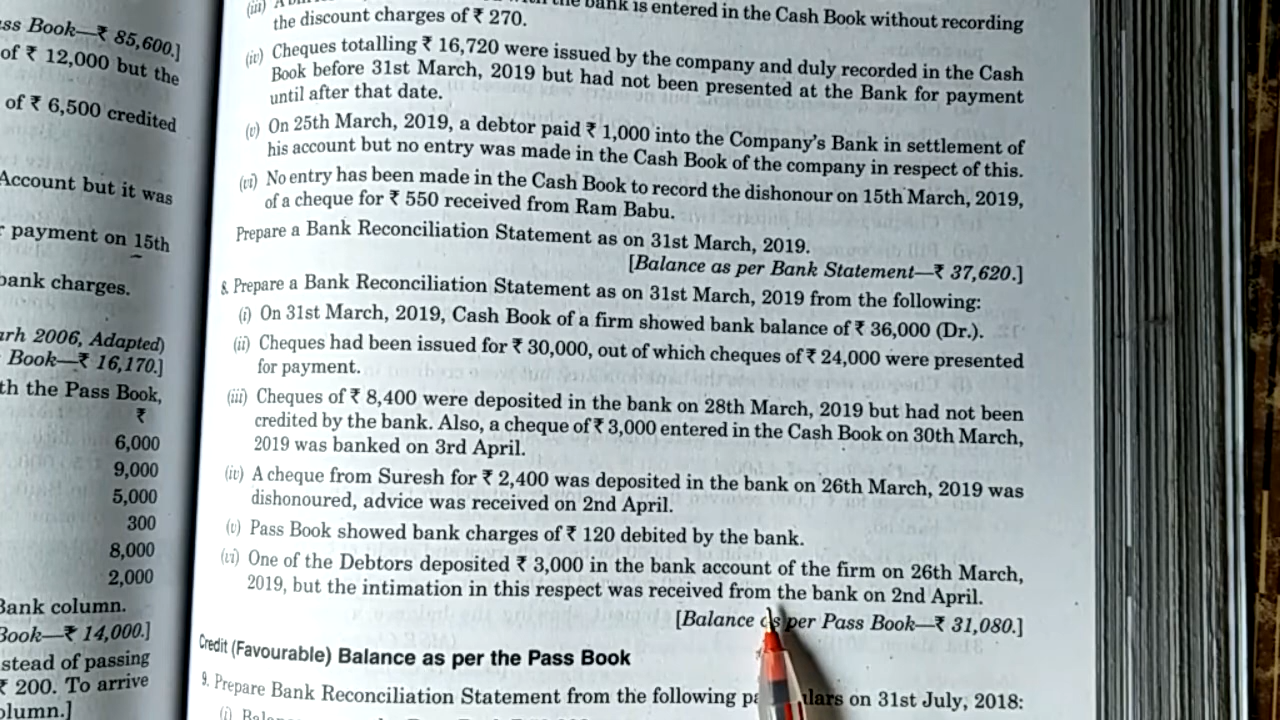 ss Book—₹ 85,600.]
of ₹ 12,000 but the
of ₹ 6,500 credited
Account but it was
payment on 15th
bank charges.
arh 2006, Adapted)
Book—₹ 16,170.]
th the Pass Book,
₹
6,000
9,000
5,000
300
8,000
2,000
Bank column.
Book—₹ 14,000.]
stead of passing
₹ 200. To arrive
olumn.]
(iii) the bank is entered in the Cash Book without recording
the discount charges of ₹ 270.
(iv) Cheques totalling ₹ 16,720 were issued by the company and duly recorded in the Cash
Book before 31st March, 2019 but had not been presented at the Bank for payment
until after that date.
(v) On 25th March, 2019, a debtor paid ₹ 1,000 into the Company's Bank in settlement of
his account but no entry was made in the Cash Book of the company in respect of this.
(vi) No entry has been made in the Cash Book to record the dishonour on 15th March, 2019,
of a cheque for ₹ 550 received from Ram Babu.
Prepare a Bank Reconciliation Statement as on 31st March, 2019.
[Balance as per Bank Statement—₹ 37,620.]
8. Prepare a Bank Reconciliation Statement as on 31st March, 2019 from the following:
(i) On 31st March, 2019, Cash Book of a firm showed bank balance of ₹ 36,000 (Dr.).
(ii) Cheques had been issued for ₹ 30,000, out of which cheques of ₹ 24,000 were presented
for payment.
(iii) Cheques of ₹ 8,400 were deposited in the bank on 28th March, 2019 but had not been
credited by the bank. Also, a cheque of ₹ 3,000 entered in the Cash Book on 30th March,
2019 was banked on 3rd April.
(iv) A cheque from Suresh for ₹ 2,400 was deposited in the bank on 26th March, 2019 was
dishonoured, advice was received on 2nd April.
(v) Pass Book showed bank charges of ₹ 120 debited by the bank.
(vi) One of the Debtors deposited ₹ 3,000 in the bank account of the firm on 26th March,
2019, but the intimation in this respect was received from the bank on 2nd April.
[Balance as per Pass Book—₹ 31,080.]
Credit (Favourable) Balance as per the Pass Book
9. Prepare Bank Reconciliation Statement from the following pa ulars on 31st July, 2018:
(i)